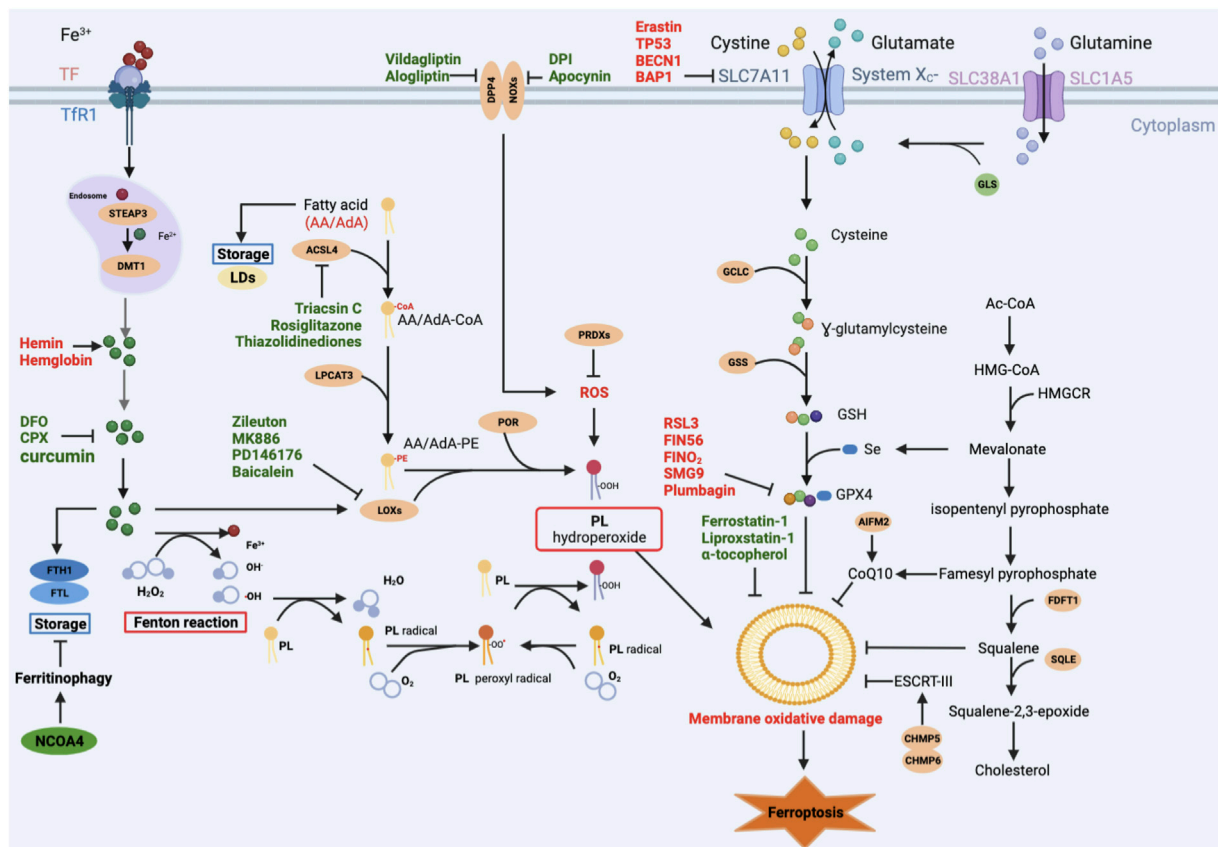 Fe³⁺
TF
TfR1
Vildagliptin
Alogliptin
DPP4
NOXs
DPI
Apocynin
Erastin
TP53
BECN1
BAP1
Cystine
SLC7A11
Glutamate
System Xc-
Glutamine
SLC38A1
SLC1A5
Cytoplasm
GLS
Endosome
STEAP3
Fe²⁺
DMT1
Fatty acid
(AA/AdA)
Storage
LDs
ACSL4
Triacsin C
Rosiglitazone
Thiazolidinediones
-CoA
AA/AdA-CoA
LPCAT3
AA/AdA-PE
-PE
Hemin
Hemglobin
DFO
CPX
curcumin
Zileuton
MK886
PD146176
Baicalein
LOXs
POR
PRDXs
ROS
-OOH
PL
hydroperoxide
Cysteine
GCLC
Ɣ-glutamylcysteine
GSS
GSH
Se
GPX4
RSL3
FIN56
FINO₂
SMG9
Plumbagin
Ferrostatin-1
Liproxstatin-1
α-tocopherol
Ac-CoA
HMG-CoA
HMGCR
Mevalonate
isopentenyl pyrophosphate
AIFM2
CoQ10
Famesyl pyrophosphate
FDFT1
Squalene
SQLE
ESCRT-III
Squalene-2,3-epoxide
CHMP5
CHMP6
Cholesterol
FTH1
FTL
Storage
Ferritinophagy
NCOA4
H₂O₂
Fe³⁺
OH⁻
·OH
Fenton reaction
PL
H₂O
PL radical
O₂
PL
-OOH
-OO•
PL peroxyl radical
PL radical
O₂
Membrane oxidative damage
Ferroptosis